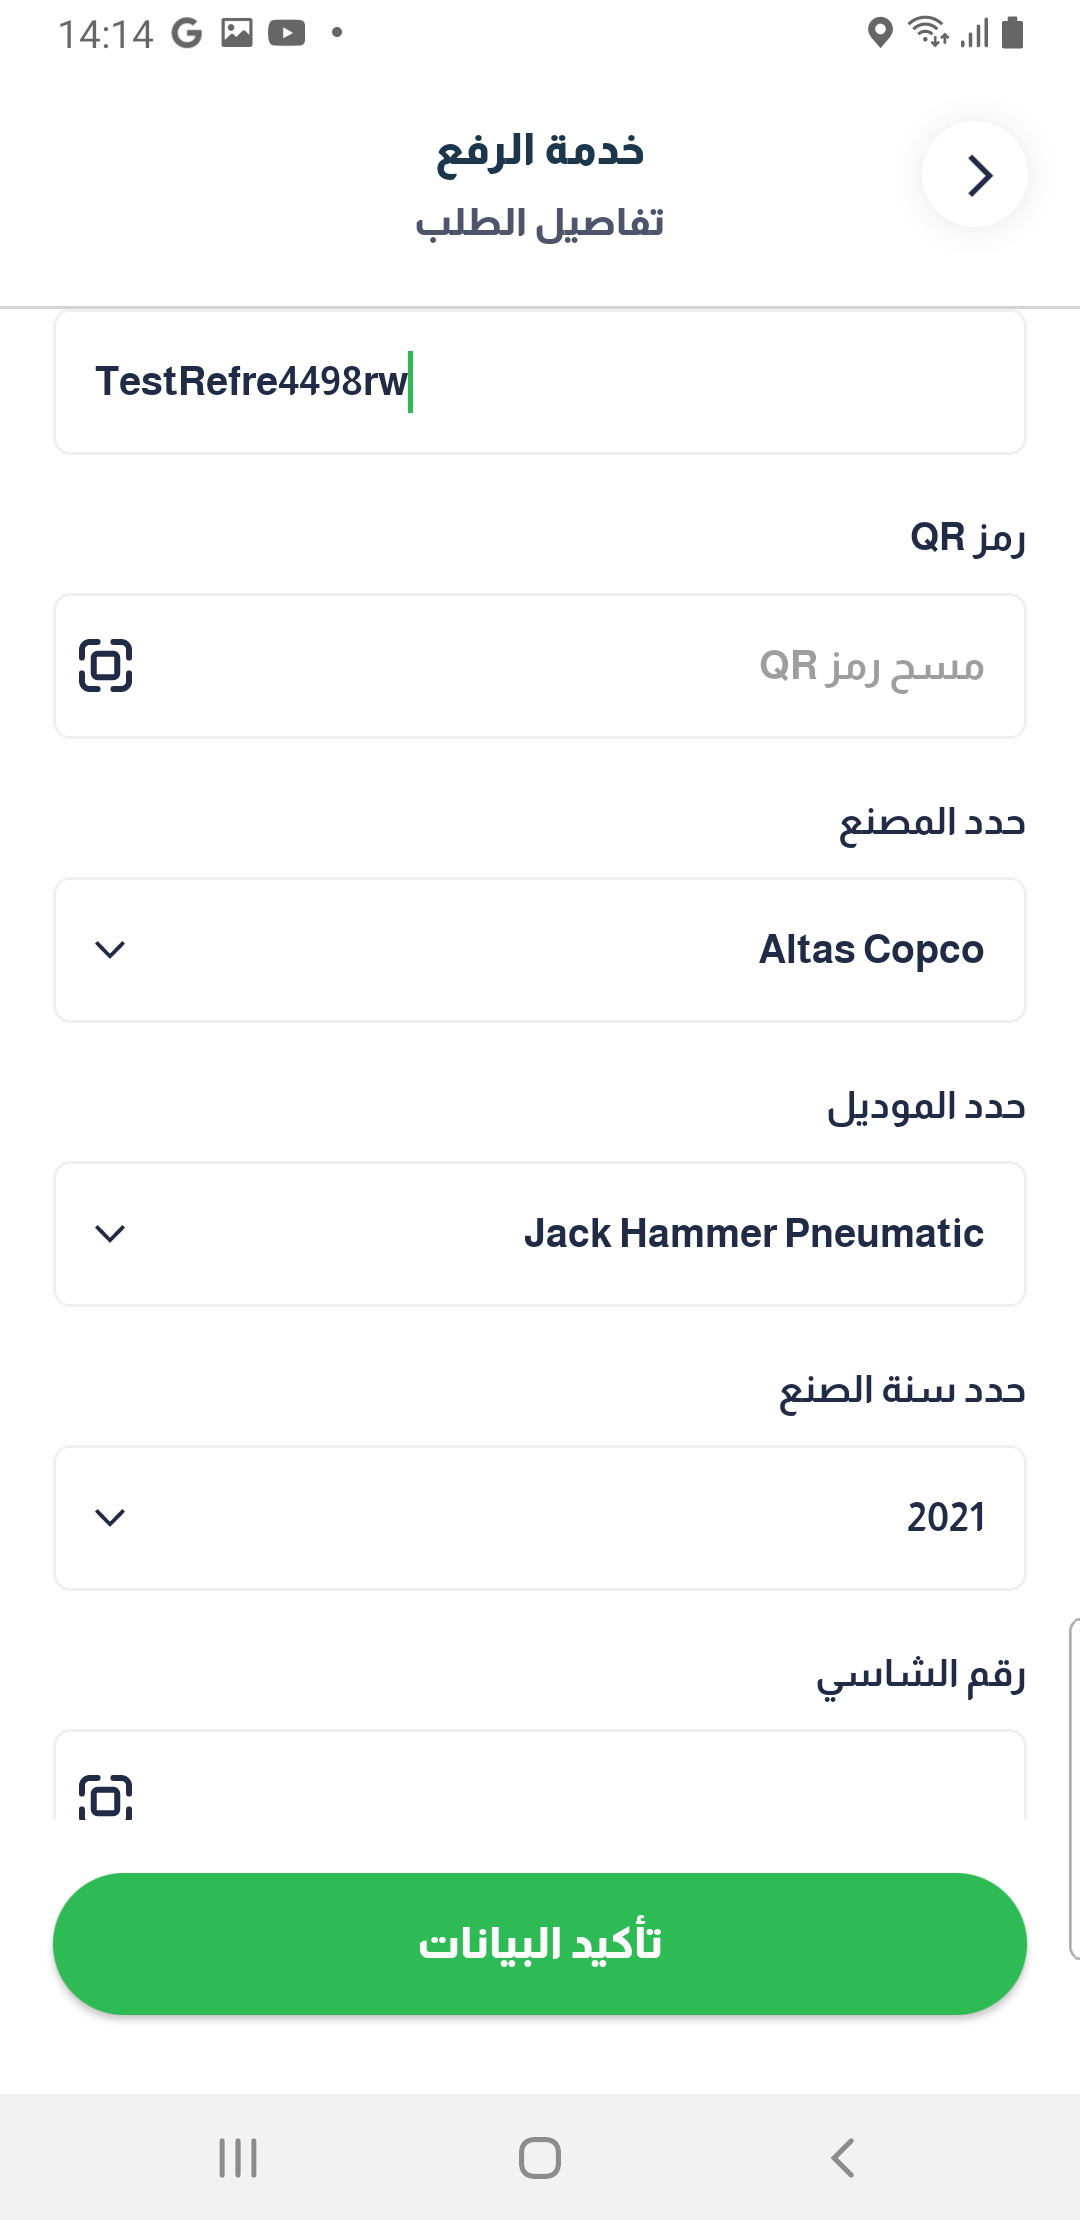 14:14
خدمة الرفع
تفاصيل الطلب
TestRefre4498rw
رمز QR
مسح رمز QR
حدد المصنع
Altas Copco
حدد الموديل
Jack Hammer Pneumatic
حدد سنة الصنع
2021
رقم الشاسي
تأكيد البيانات